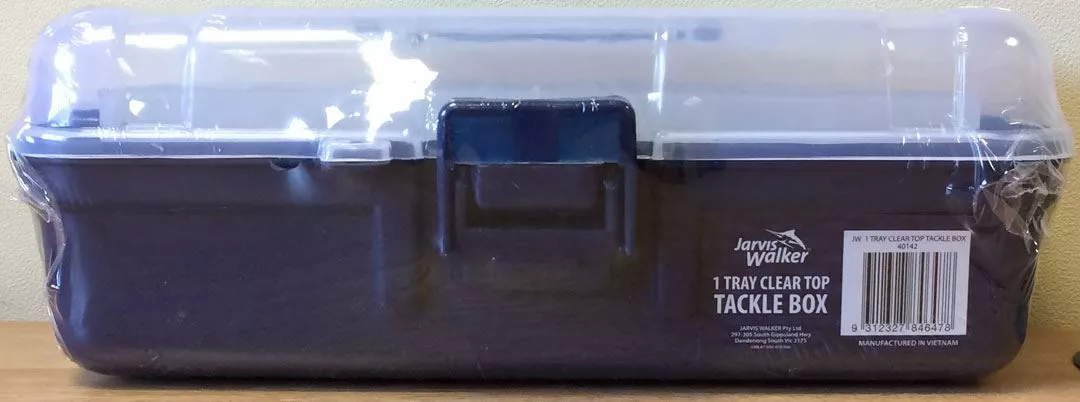 Jarvis
Walker
1 TRAY CLEAR TOP
TACKLE BOX
JARVIS WALKER Pty Ltd
297-305 South Gippsland Hwy
Dandenong South Vic 3175
JW 1 TRAY CLEAR TOP TACKLE BOX
40142
9 312327 846478
MANUFACTURED IN VIETNAM